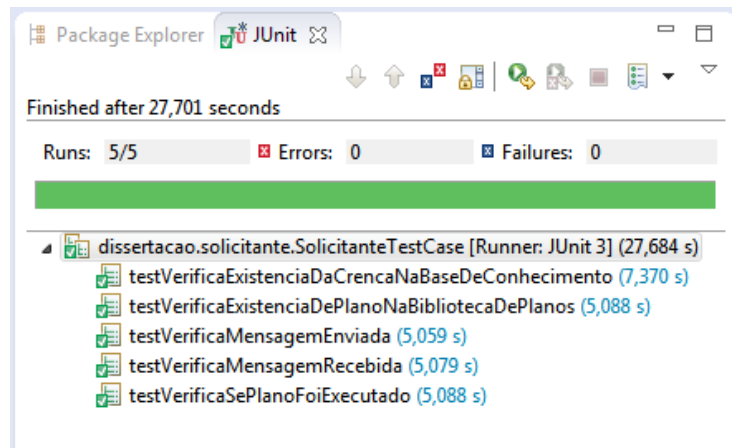 Package Explorer JUnit
Finished after 27,701 seconds
Runs: 5/5 Errors: 0 Failures: 0
dissertacao.solicitante.SolicitanteTestCase [Runner: JUnit 3] (27,684 s)
testVerificaExistenciaDaCrencaNaBaseDeConhecimento (7,370 s)
testVerificaExistenciaDePlanoNaBibliotecaDePlanos (5,088 s)
testVerificaMensagemEnviada (5,059 s)
testVerificaMensagemRecebida (5,079 s)
testVerificaSePlanoFoiExecutado (5,088 s)